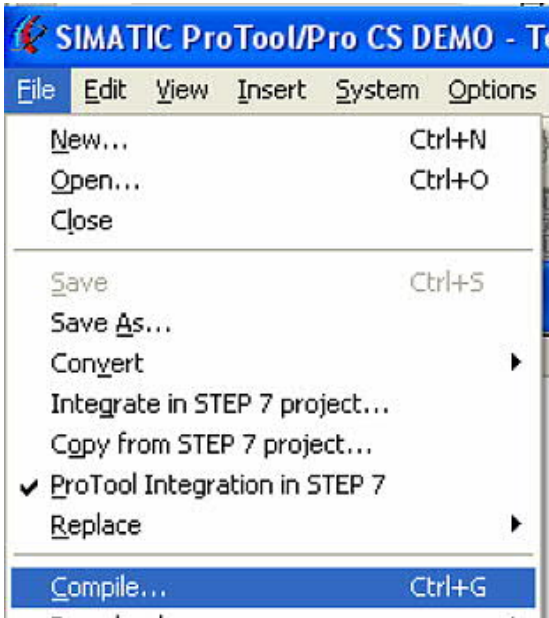 SIMATIC ProTool/Pro CS DEMO -
File Edit View Insert System Options
New... Ctrl+N
Open... Ctrl+O
Close
Save Ctrl+S
Save As...
Convert
Integrate in STEP 7 project...
Copy from STEP 7 project...
ProTool Integration in STEP 7
Replace
Compile... Ctrl+G